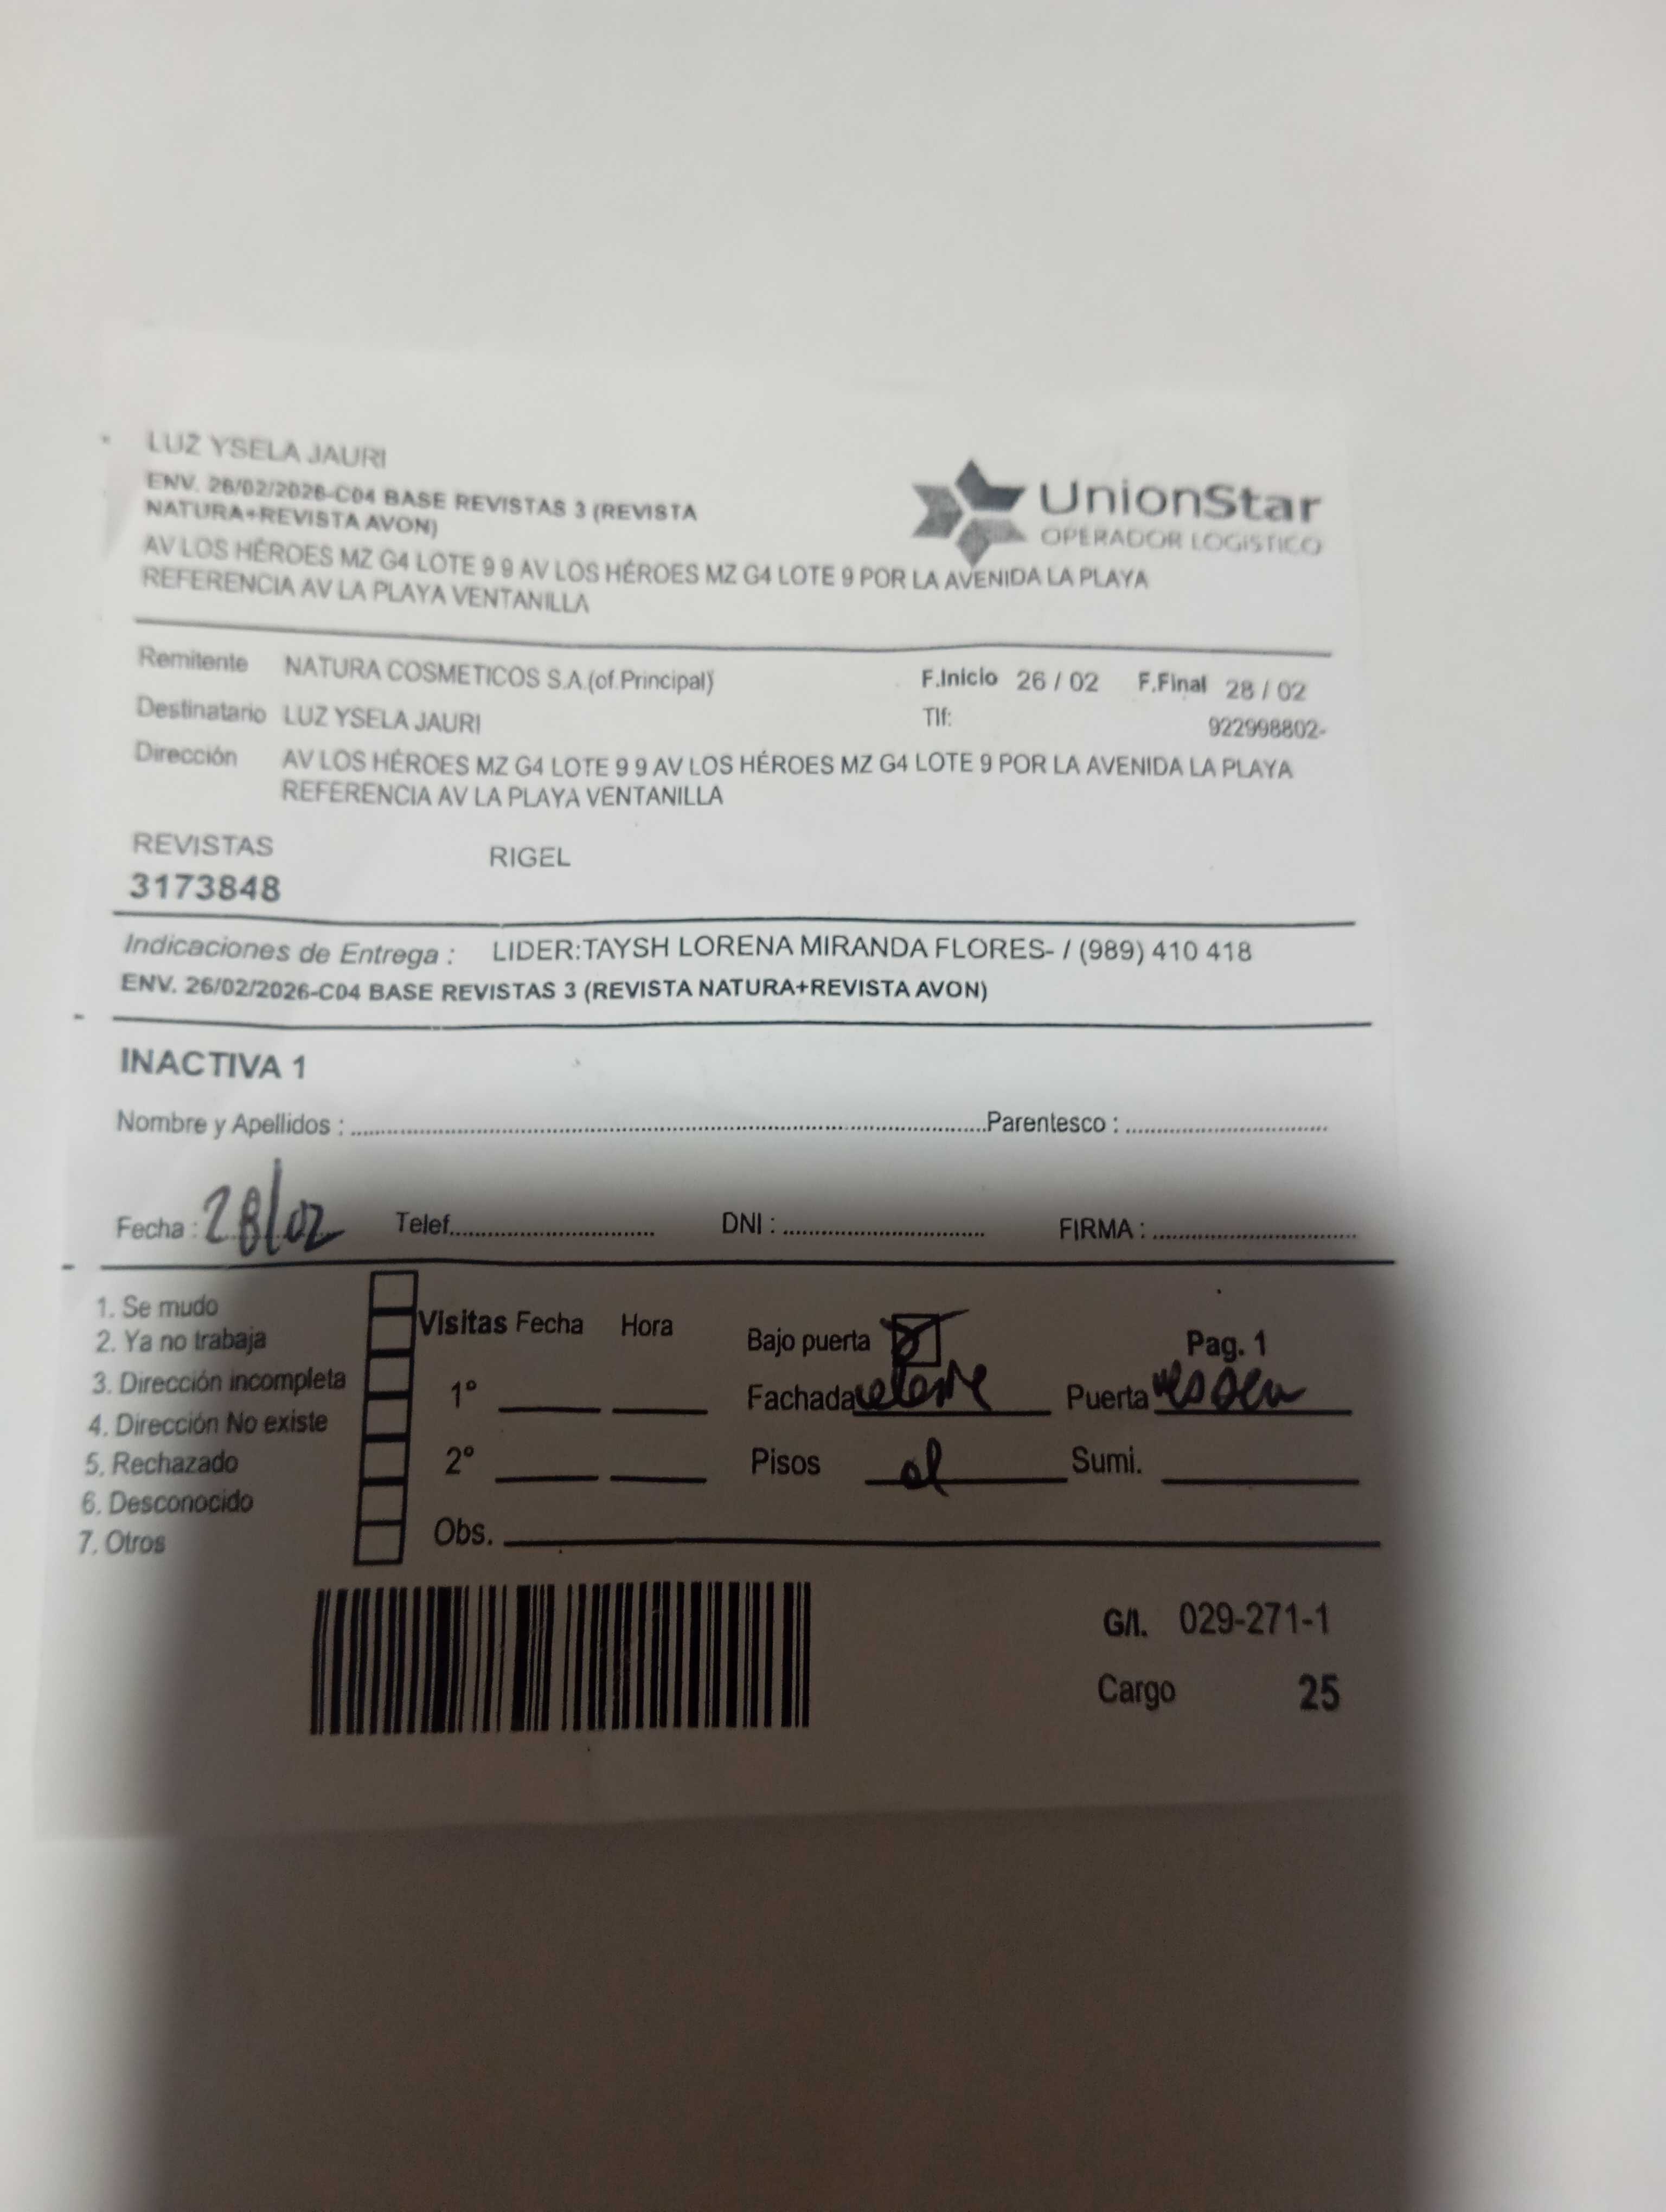 LUZ YSELA JAURI
ENV. 26/02/2026-C04 BASE REVISTAS 3 (REVISTA
NATURA+REVISTA AVON)
UnionStar
OPERADOR LOGÍSTICO
AV LOS HÉROES MZ G4 LOTE 9 9 AV LOS HÉROES MZ G4 LOTE 9 POR LA AVENIDA LA PLAYA
REFERENCIA AV LA PLAYA VENTANILLA
Remitente NATURA COSMETICOS S.A.(of.Principal) F.Inicio 26 / 02 F.Final 28 / 02
Destinatario LUZ YSELA JAURI Tlf: 922998802-
Dirección AV LOS HÉROES MZ G4 LOTE 9 9 AV LOS HÉROES MZ G4 LOTE 9 POR LA AVENIDA LA PLAYA
REFERENCIA AV LA PLAYA VENTANILLA
REVISTAS RIGEL
3173848
Indicaciones de Entrega : LIDER:TAYSH LORENA MIRANDA FLORES- / (989) 410 418
ENV. 26/02/2026-C04 BASE REVISTAS 3 (REVISTA NATURA+REVISTA AVON)
INACTIVA 1
Nombre y Apellidos : Parentesco :
Fecha : 28/02 Telef. DNI : FIRMA :
1. Se mudo
2. Ya no trabaja
3. Dirección incompleta
4. Dirección No existe
5. Rechazado
6. Desconocido
7. Otros
Visitas Fecha Hora Bajo puerta Pag. 1
1° Fachada celeste Puerta
2° Pisos Sumi.
Obs.
G/I. 029-271-1
Cargo 25